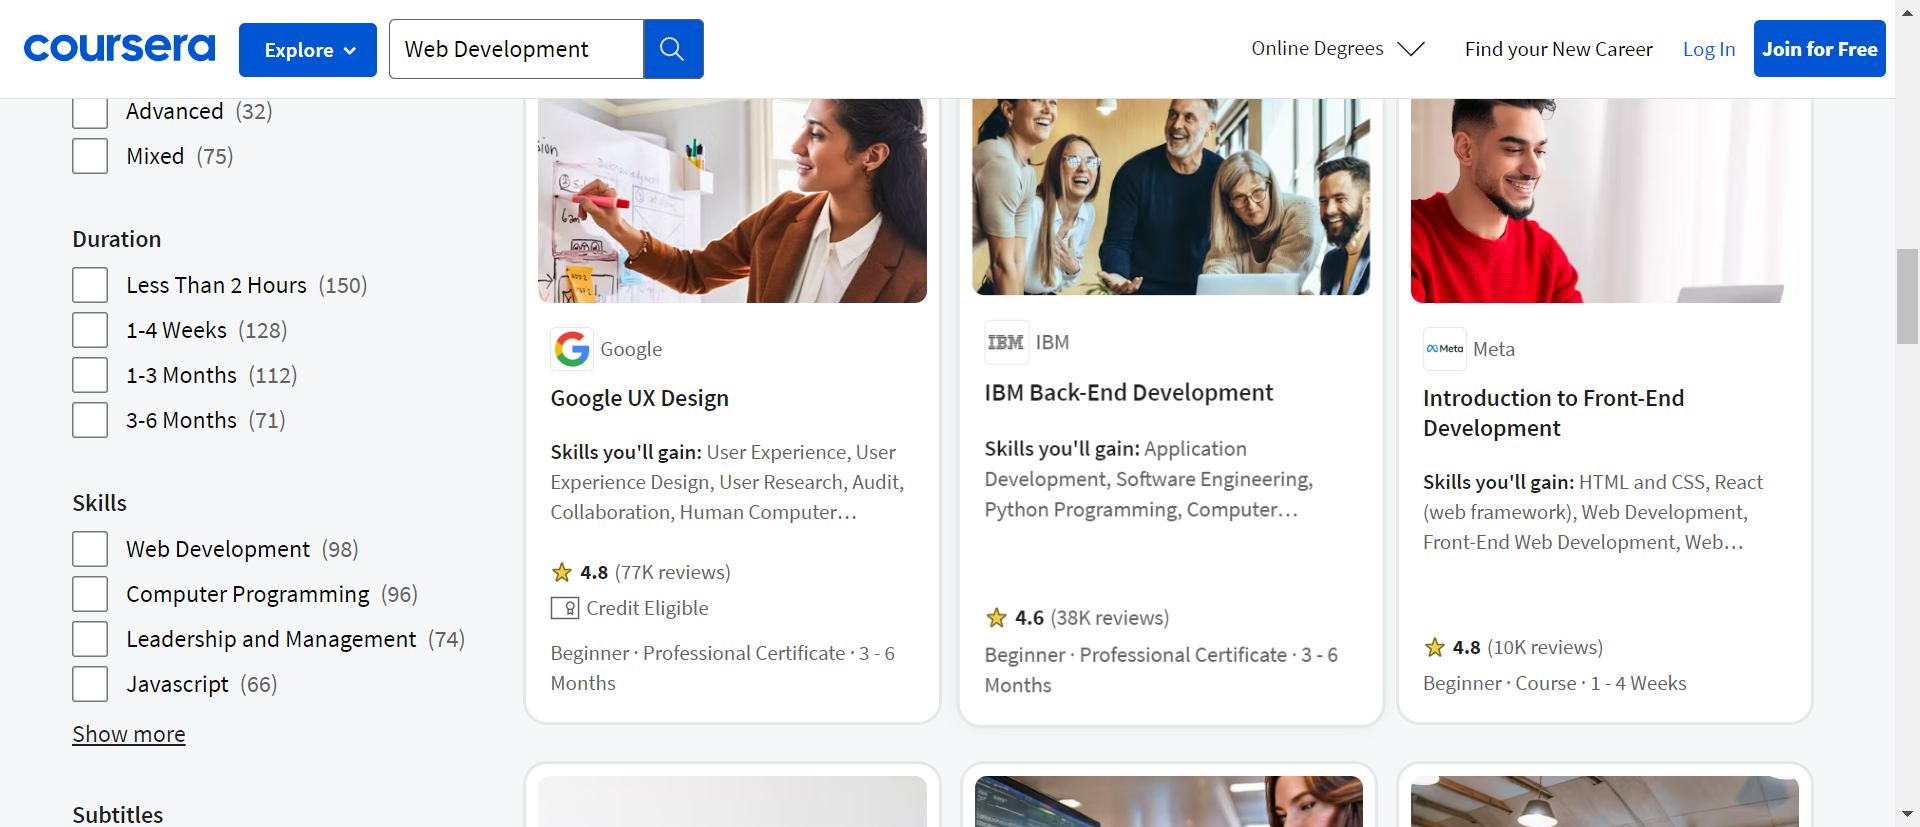 coursera
Explore
Web Development
Online Degrees
Find your New Career
Log In
Join for Free
Advanced (32)
Mixed (75)
Duration
Less Than 2 Hours (150)
1-4 Weeks (128)
1-3 Months (112)
3-6 Months (71)
Skills
Web Development (98)
Computer Programming (96)
Leadership and Management (74)
Javascript (66)
Show more
Subtitles
Google
Google UX Design
Skills you'll gain: User Experience, User
Experience Design, User Research, Audit,
Collaboration, Human Computer…
4.8 (77K reviews)
Credit Eligible
Beginner · Professional Certificate · 3 - 6
Months
IBM IBM
IBM Back-End Development
Skills you'll gain: Application
Development, Software Engineering,
Python Programming, Computer…
4.6 (38K reviews)
Beginner · Professional Certificate · 3 - 6
Months
Meta Meta
Introduction to Front-End
Development
Skills you'll gain: HTML and CSS, React
(web framework), Web Development,
Front-End Web Development, Web…
4.8 (10K reviews)
Beginner · Course · 1 - 4 Weeks